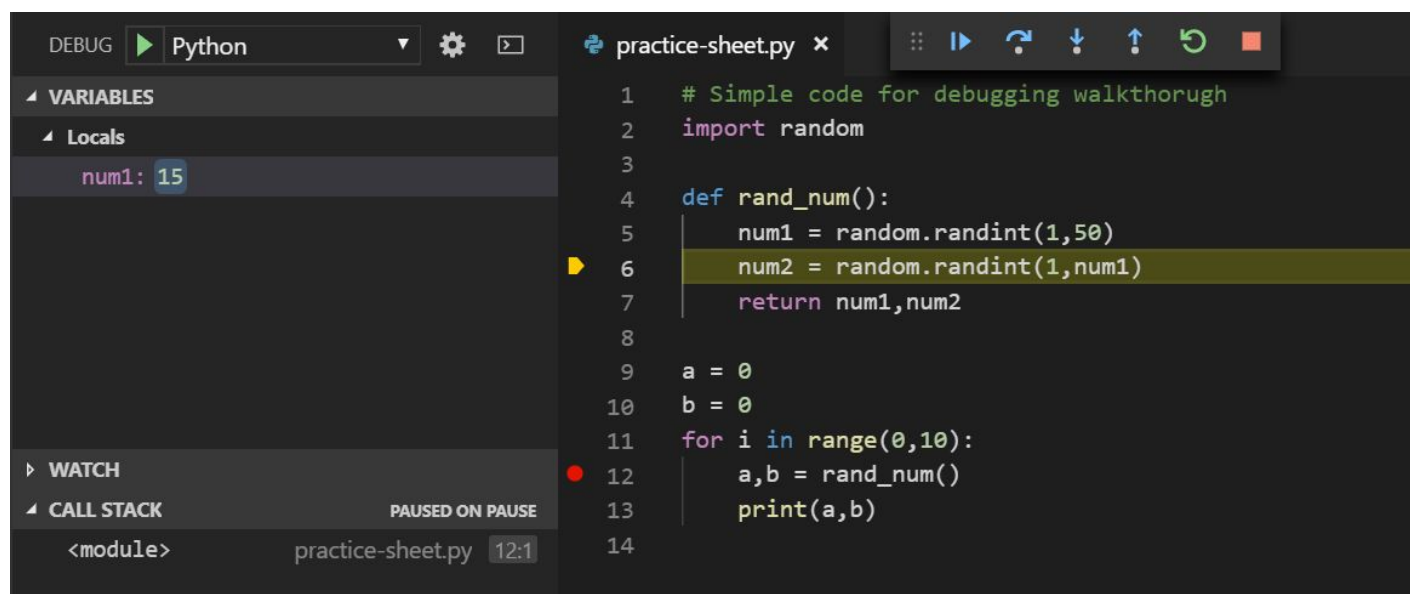 DEBUG Python
VARIABLES
Locals
num1: 15
WATCH
CALL STACK PAUSED ON PAUSE
<module> practice-sheet.py 12:1
practice-sheet.py ×
1 # Simple code for debugging walkthorugh
2 import random
3
4 def rand_num():
5     num1 = random.randint(1,50)
6     num2 = random.randint(1,num1)
7     return num1,num2
8
9 a = 0
10 b = 0
11 for i in range(0,10):
12     a,b = rand_num()
13     print(a,b)
14